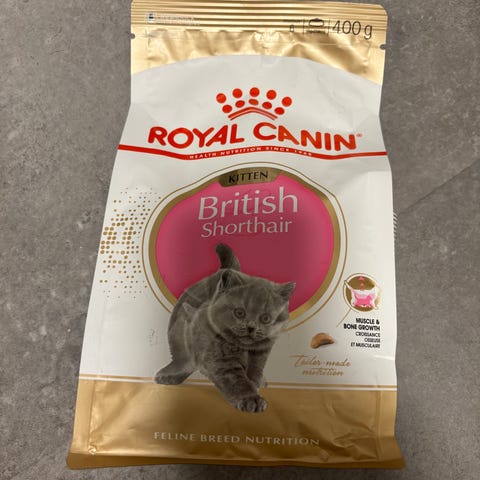 400g
ROYAL CANIN
HEALTH NUTRITION SINCE 1968
KITTEN
British
Shorthair
MUSCLE &
BONE GROWTH
CROISSANCE
OSSEUSE
ET MUSCULAIRE
Tailor-made
nutrition
FELINE BREED NUTRITION